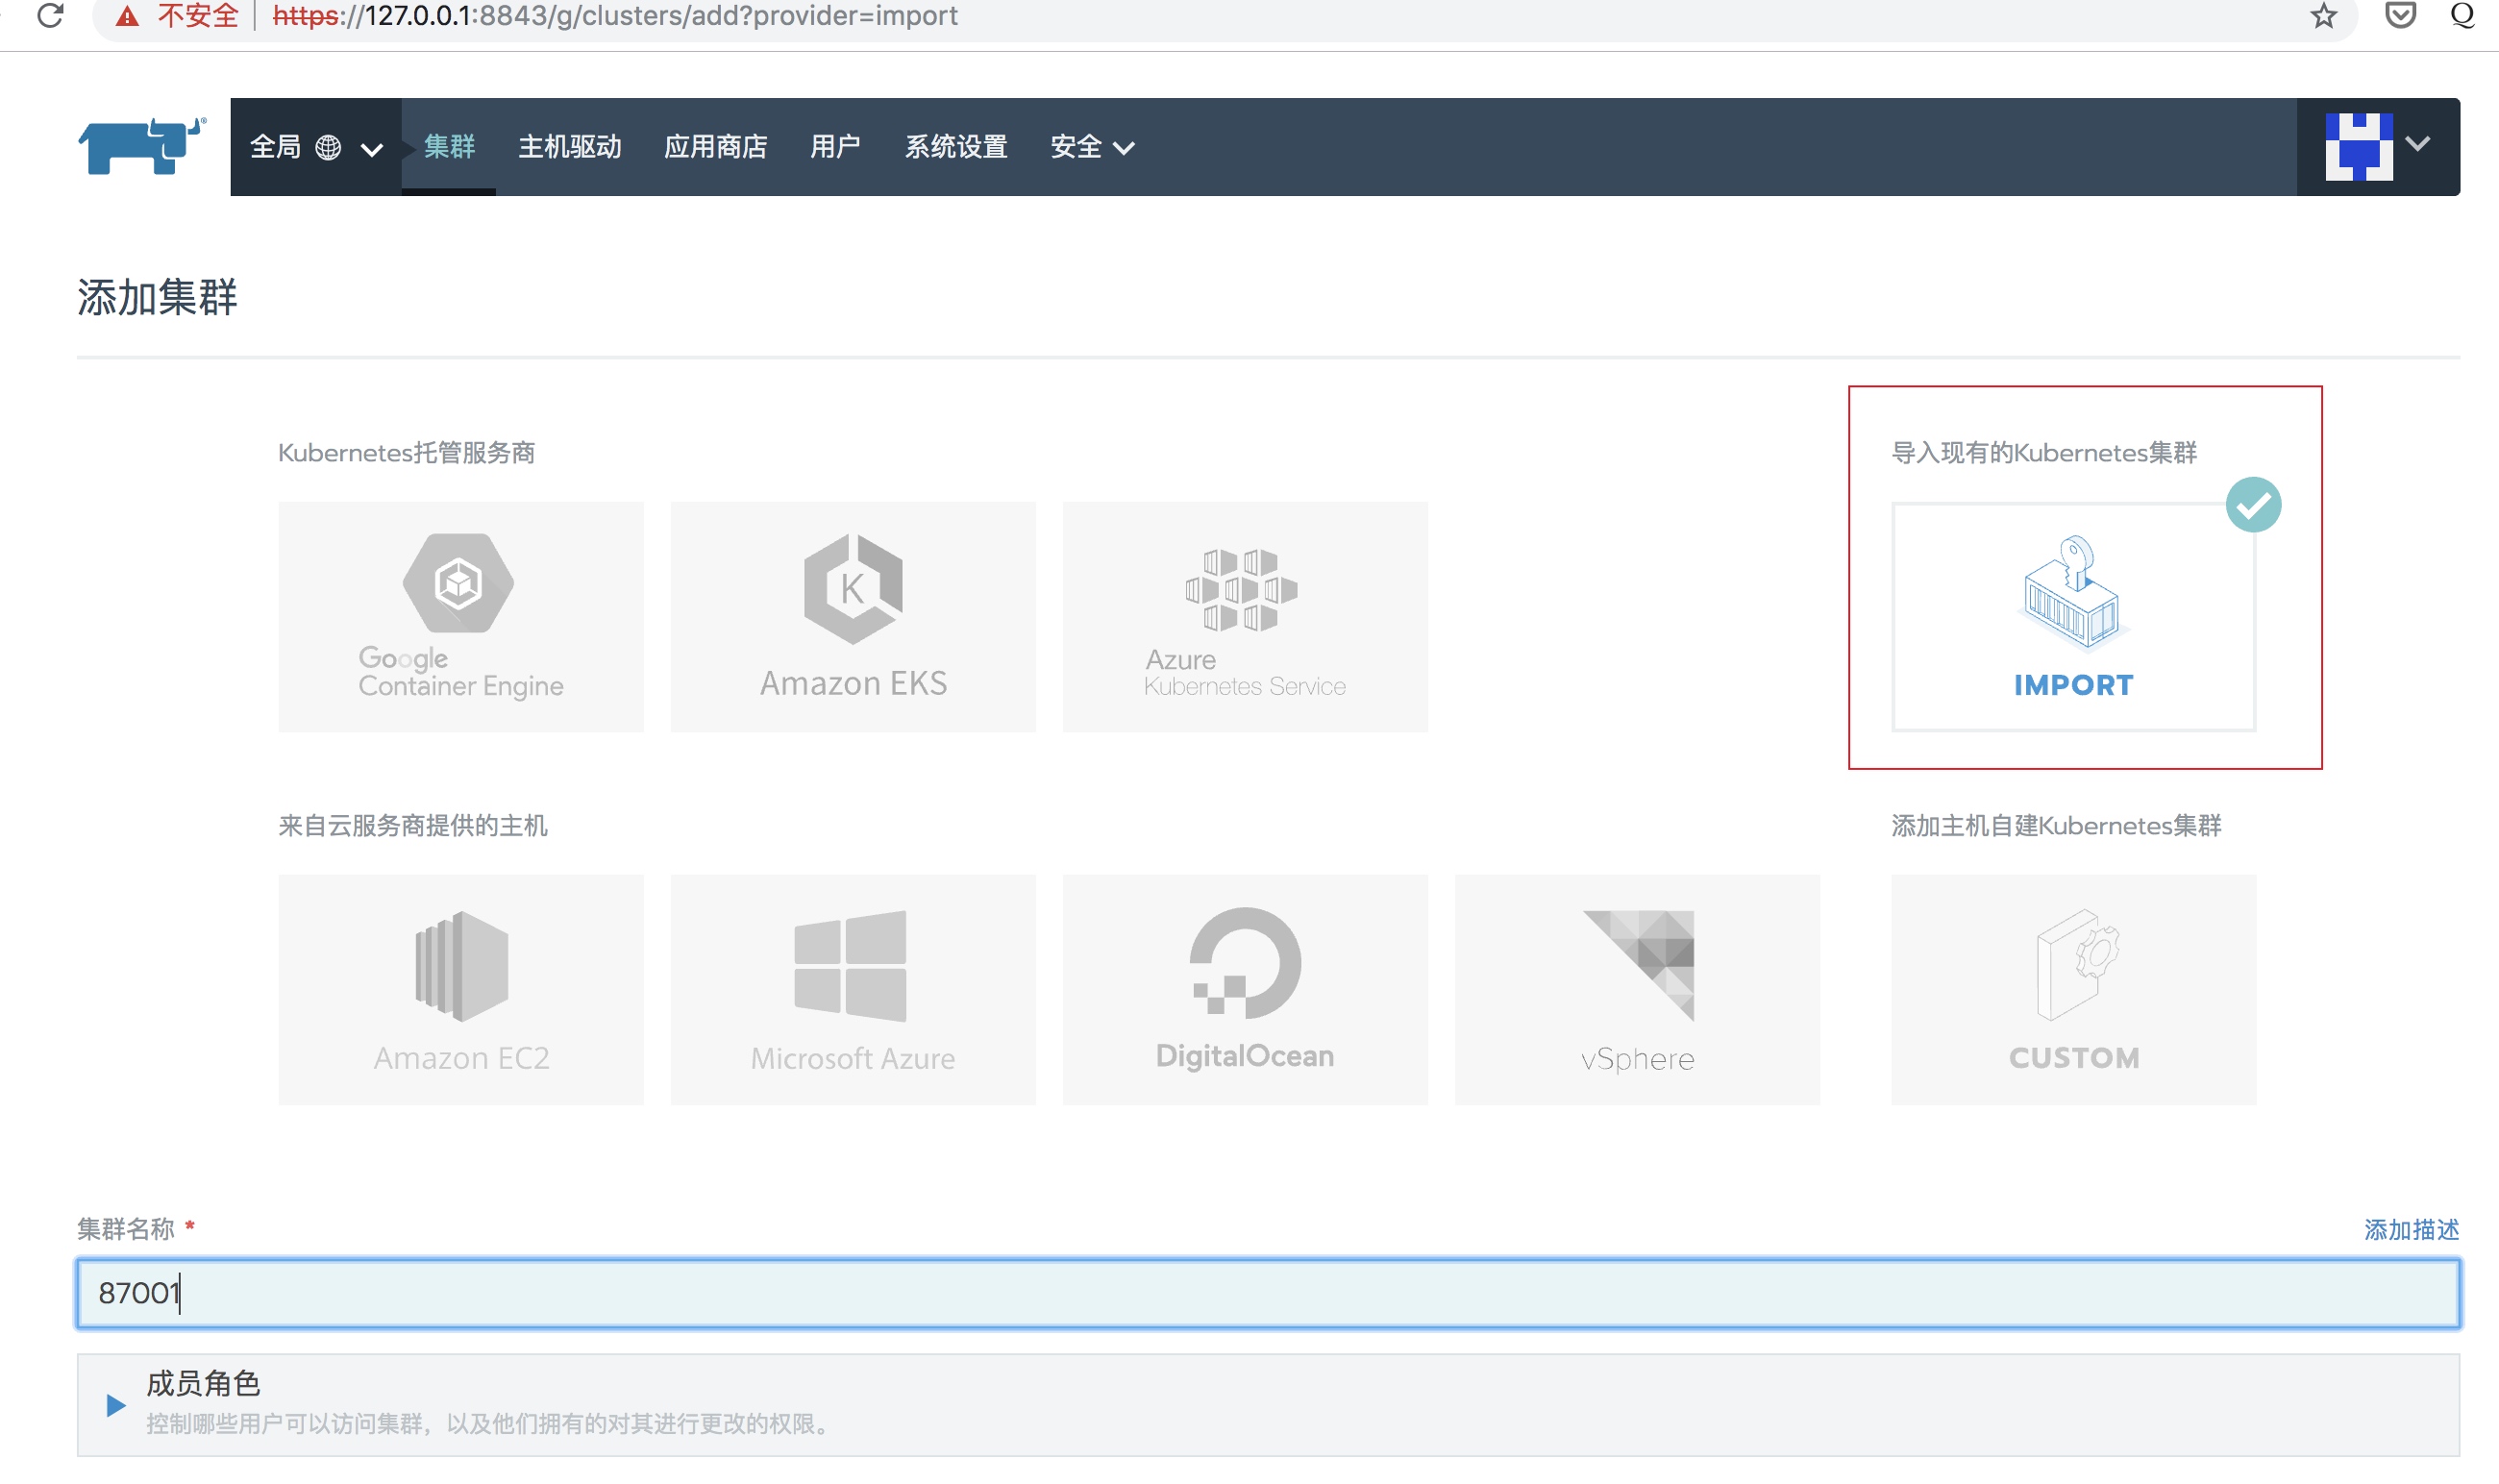 不安全 https://127.0.0.1:8843/g/clusters/add?provider=import
全局 集群 主机驱动 应用商店 用户 系统设置 安全
添加集群
Kubernetes托管服务商
导入现有的Kubernetes集群
Google
Container Engine
Amazon EKS
Azure
Kubernetes Service
IMPORT
来自云服务商提供的主机
添加主机自建Kubernetes集群
Amazon EC2
Microsoft Azure
DigitalOcean
vSphere
CUSTOM
集群名称 *
添加描述
87001
成员角色
控制哪些用户可以访问集群，以及他们拥有的对其进行更改的权限。